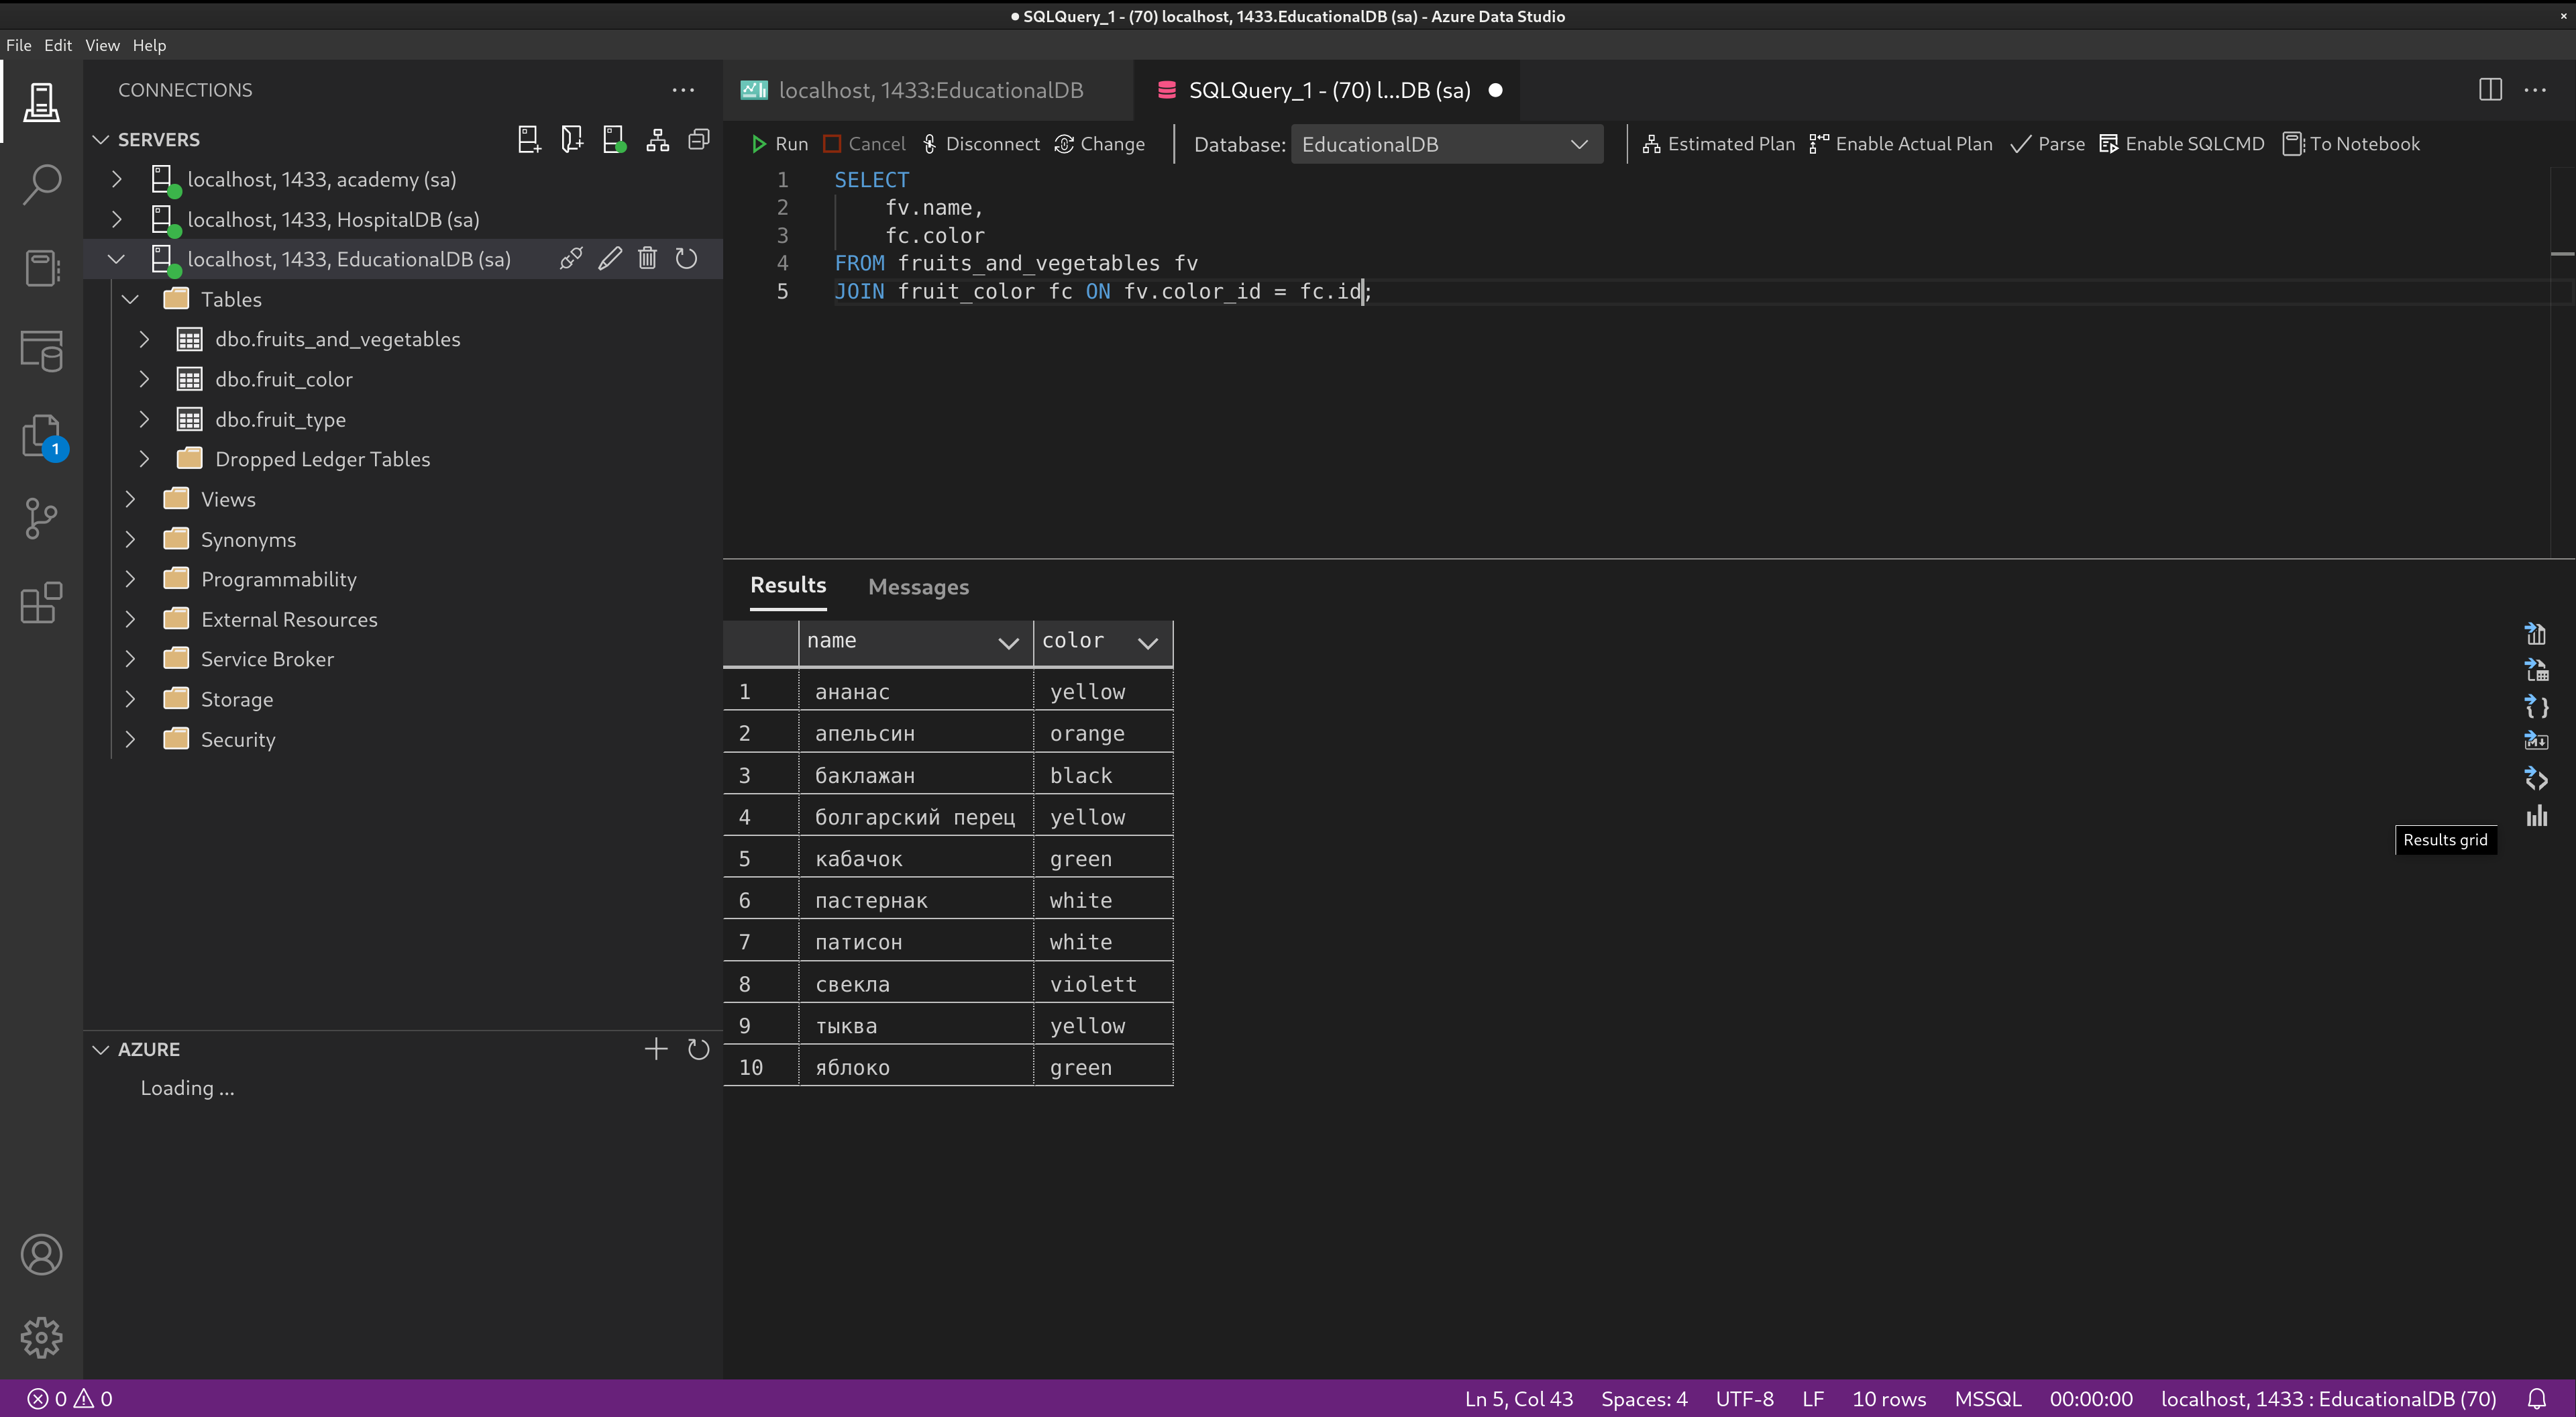 SQLQuery_1 - (70) localhost, 1433.EducationalDB (sa) - Azure Data Studio
File Edit View Help
CONNECTIONS
SERVERS
localhost, 1433, academy (sa)
localhost, 1433, HospitalDB (sa)
localhost, 1433, EducationalDB (sa)
Tables
dbo.fruits_and_vegetables
dbo.fruit_color
dbo.fruit_type
Dropped Ledger Tables
Views
Synonyms
Programmability
External Resources
Service Broker
Storage
Security
1
AZURE
Loading ...
localhost, 1433:EducationalDB
SQLQuery_1 - (70) l...DB (sa)
Run Cancel Disconnect Change Database: EducationalDB Estimated Plan Enable Actual Plan Parse Enable SQLCMD To Notebook
1 SELECT
2 fv.name,
3 fc.color
4 FROM fruits_and_vegetables fv
5 JOIN fruit_color fc ON fv.color_id = fc.id;
Results Messages
name color
1 ананас yellow
2 апельсин orange
3 баклажан black
4 болгарский перец yellow
5 кабачок green
6 пастернак white
7 патисон white
8 свекла violett
9 тыква yellow
10 яблоко green
Results grid
0 0 Ln 5, Col 43 Spaces: 4 UTF-8 LF 10 rows MSSQL 00:00:00 localhost, 1433 : EducationalDB (70)